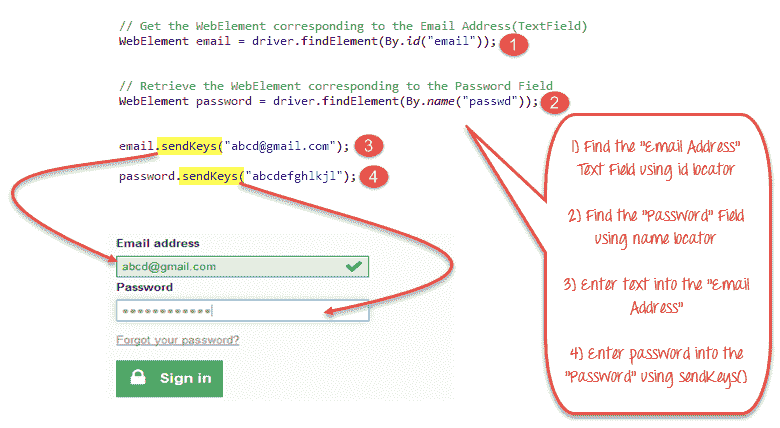 // Get the WebElement corresponding to the Email Address(TextField)
WebElement email = driver.findElement(By.id("email"));
1
// Retrieve the WebElement corresponding to the Password Field
WebElement password = driver.findElement(By.name("passwd"));
2
email.sendKeys("abcd@gmail.com");
3
password.sendKeys("abcdefghlkjl");
4
Email address
abcd@gmail.com
Password
Forgot your password?
Sign in
1) Find the "Email Address"
Text Field using id locator
2) Find the "Password" Field
using name locator
3) Enter text into the "Email
Address"
4) Enter password into the
"Password" using sendKeys()